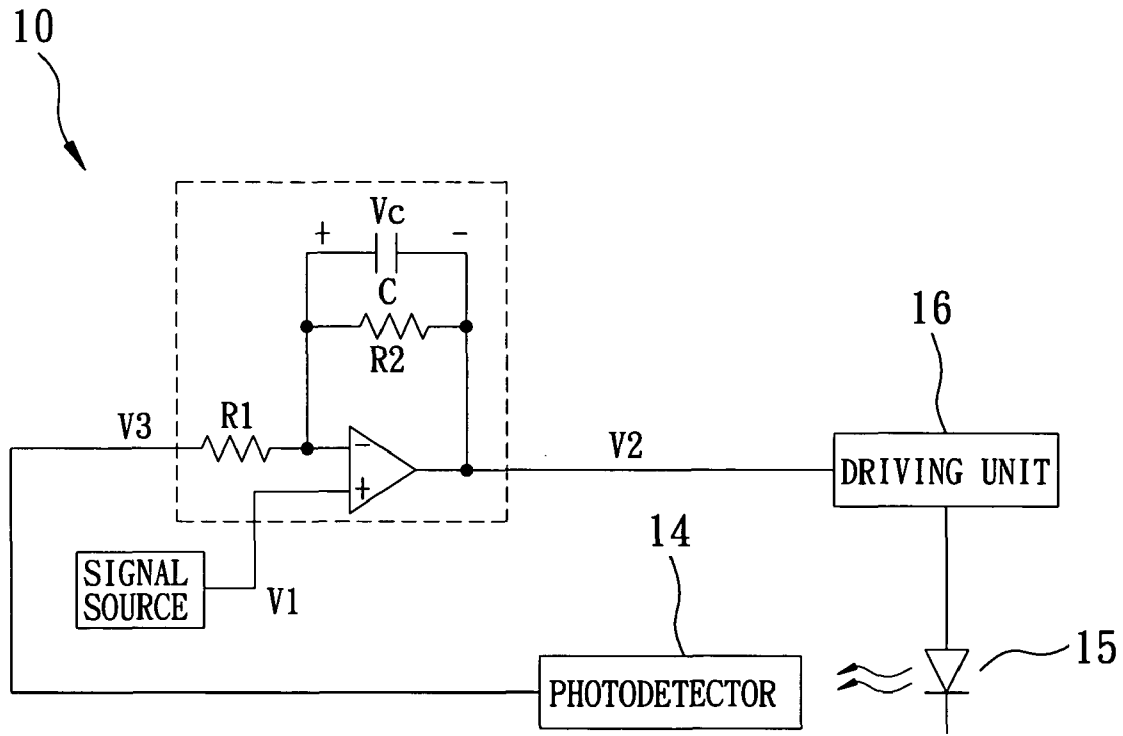 10
+ Vc -
C
R2
16
V3
R1
-
+
V2
DRIVING UNIT
SIGNAL
SOURCE
V1
14
PHOTODETECTOR
15